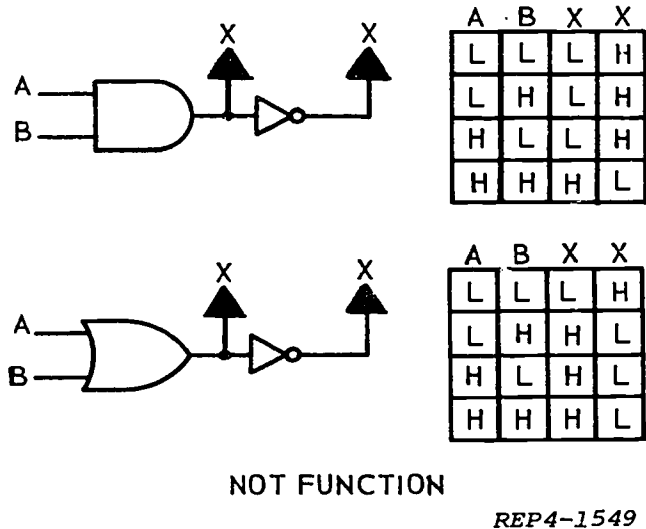 X X
A
B
A B X X
L L L H
L H L H
H L L H
H H H L
X X
A
B
A B X X
L L L H
L H H L
H L H L
H H H L
NOT FUNCTION
REP4-1549